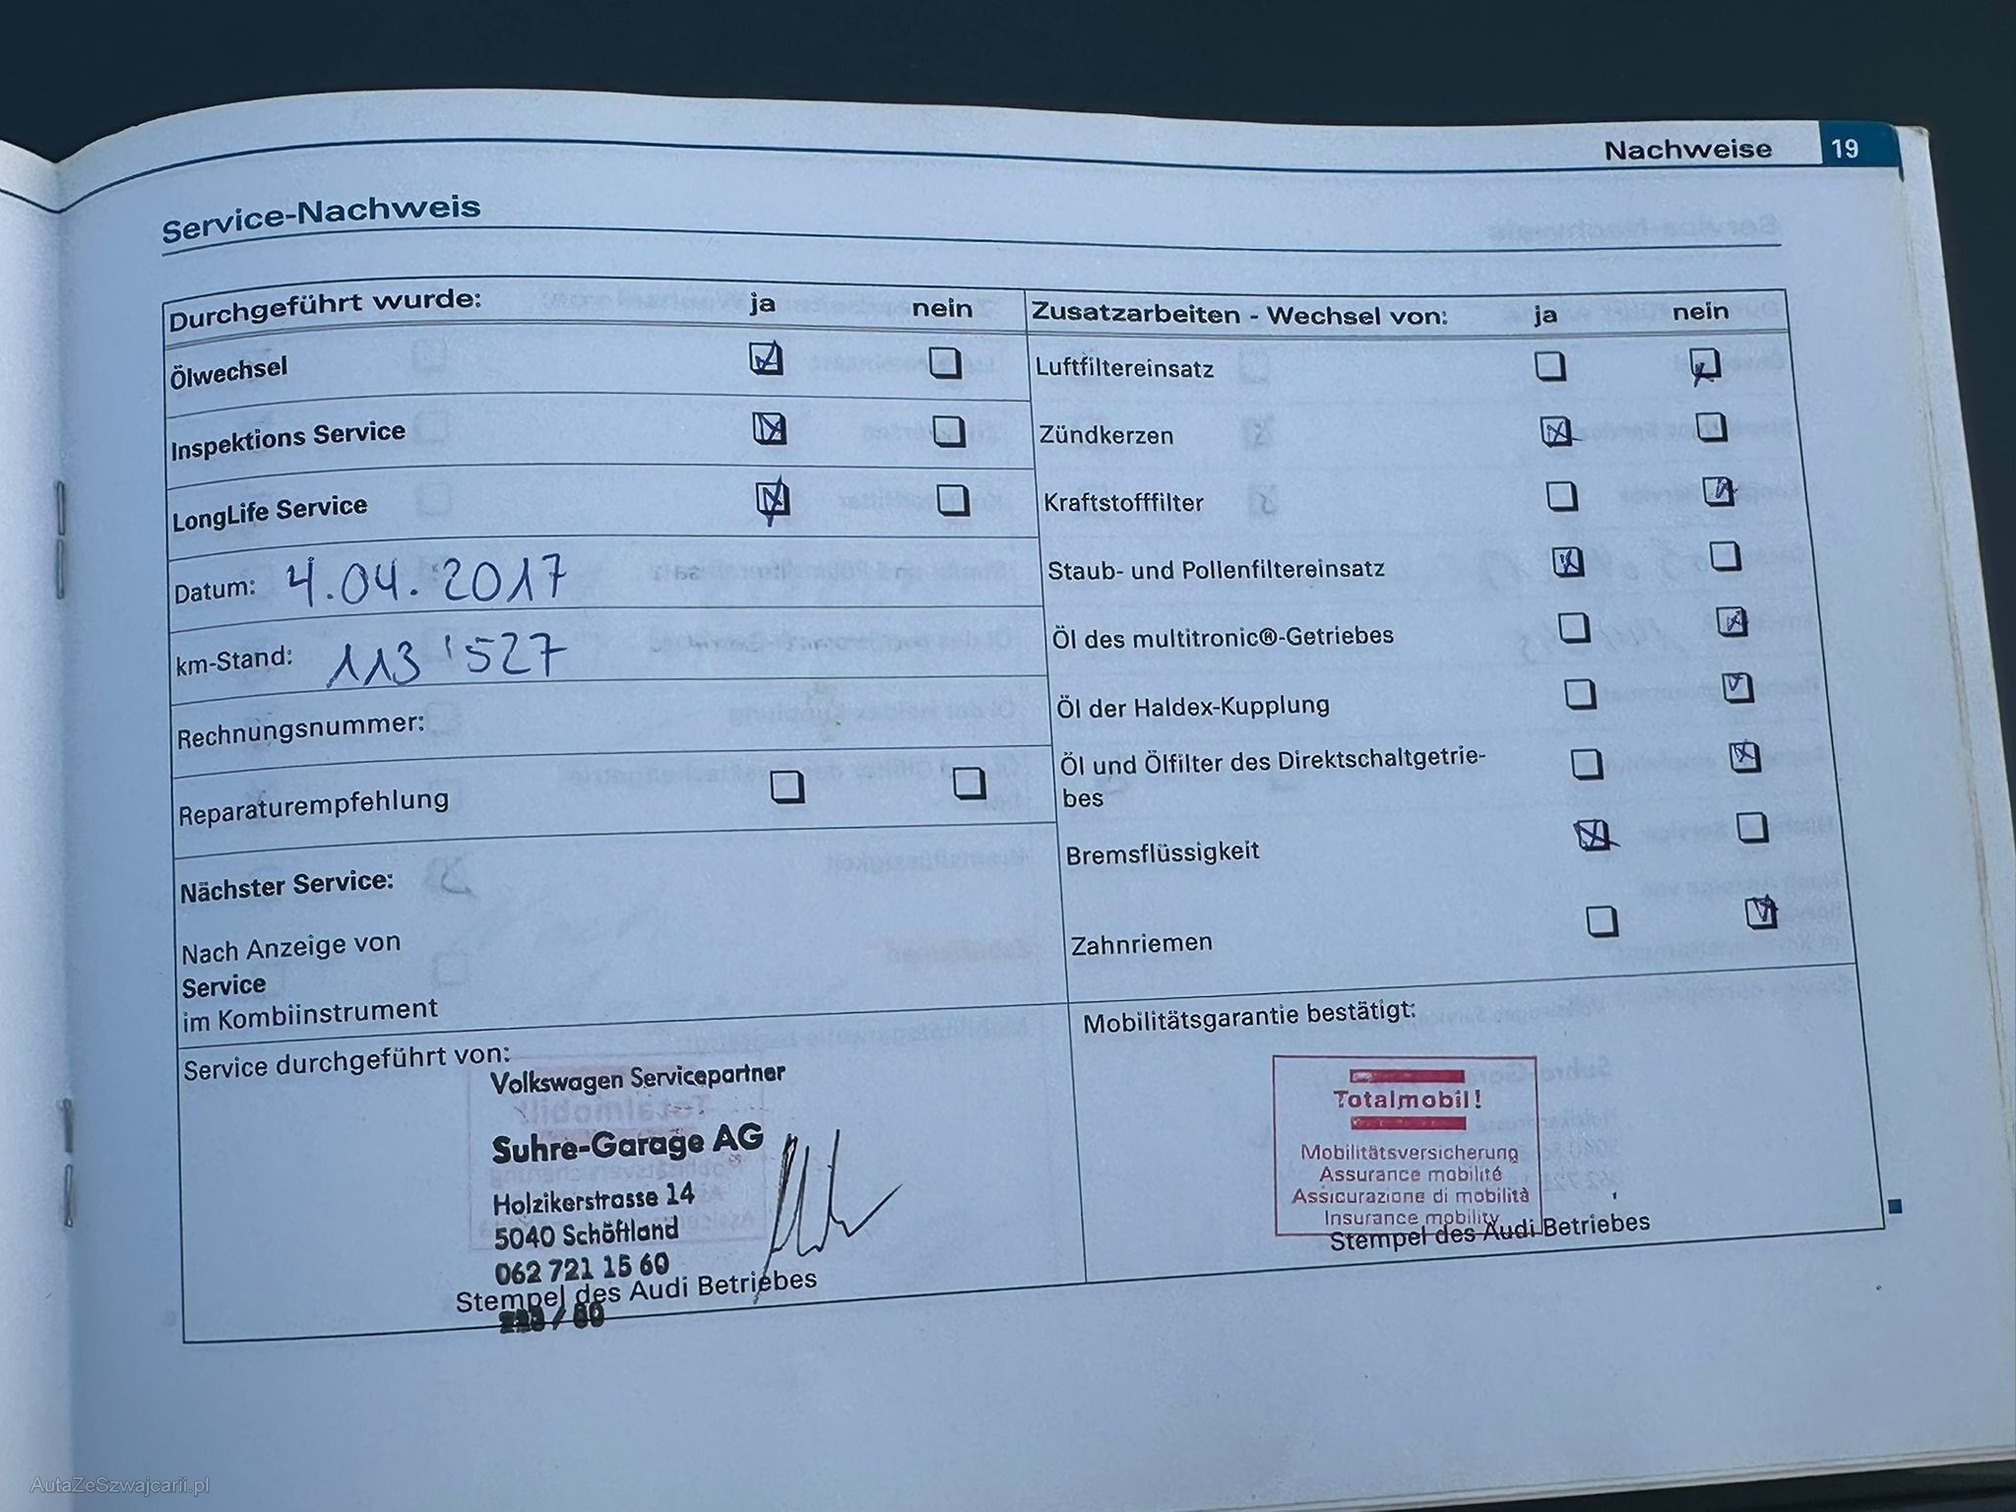 Nachweise 19
Service-Nachweis
Durchgeführt wurde: ja nein
Ölwechsel
Inspektions Service
LongLife Service
Datum: 4.04.2017
km-Stand: 113'527
Rechnungsnummer:
Reparaturempfehlung
Nächster Service:
Nach Anzeige von
Service
im Kombiinstrument
Zusatzarbeiten - Wechsel von: ja nein
Luftfiltereinsatz
Zündkerzen
Kraftstofffilter
Staub- und Pollenfiltereinsatz
Öl des multitronic®-Getriebes
Öl der Haldex-Kupplung
Öl und Ölfilter des Direktschaltgetrie-
bes
Bremsflüssigkeit
Zahnriemen
Service durchgeführt von:
Volkswagen Servicepartner
Suhre-Garage AG
Holzikerstrasse 14
5040 Schöftland
062 721 15 60
Stempel des Audi Betriebes
Mobilitätsgarantie bestätigt:
Totalmobil!
Mobilitätsversicherung
Assurance mobilité
Assicurazione di mobilità
Insurance mobility
Stempel des Audi Betriebes
AutaZeSzwajcarii.pl